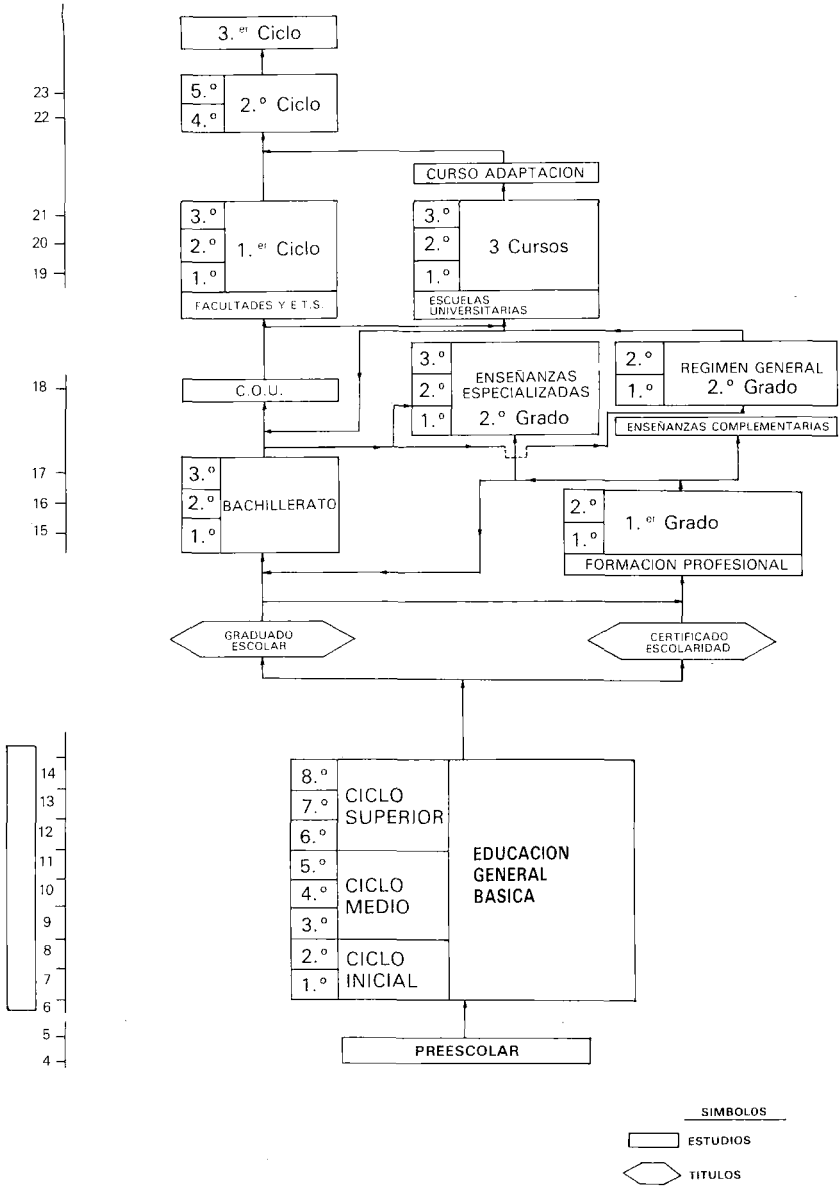 3.er Ciclo
23
22
5.º
4.º
2.º Ciclo
CURSO ADAPTACION
21
20
19
3.º
2.º
1.º
1.er Ciclo
FACULTADES Y E T.S.
3.º
2.º
1.º
3 Cursos
ESCUELAS
UNIVERSITARIAS
18
C.O.U.
3.º
2.º
1.º
ENSEÑANZAS
ESPECIALIZADAS
2.º Grado
2.º
1.º
REGIMEN GENERAL
2.º Grado
ENSEÑANZAS COMPLEMENTARIAS
17
16
15
3.º
2.º
1.º
BACHILLERATO
2.º
1.º
1.er Grado
FORMACION PROFESIONAL
GRADUADO
ESCOLAR
CERTIFICADO
ESCOLARIDAD
14
13
12
11
10
9
8
7
6
8.º
7.º
6.º
CICLO
SUPERIOR
5.º
4.º
3.º
CICLO
MEDIO
2.º
1.º
CICLO
INICIAL
EDUCACION
GENERAL
BASICA
5
4
PREESCOLAR
SIMBOLOS
ESTUDIOS
TITULOS